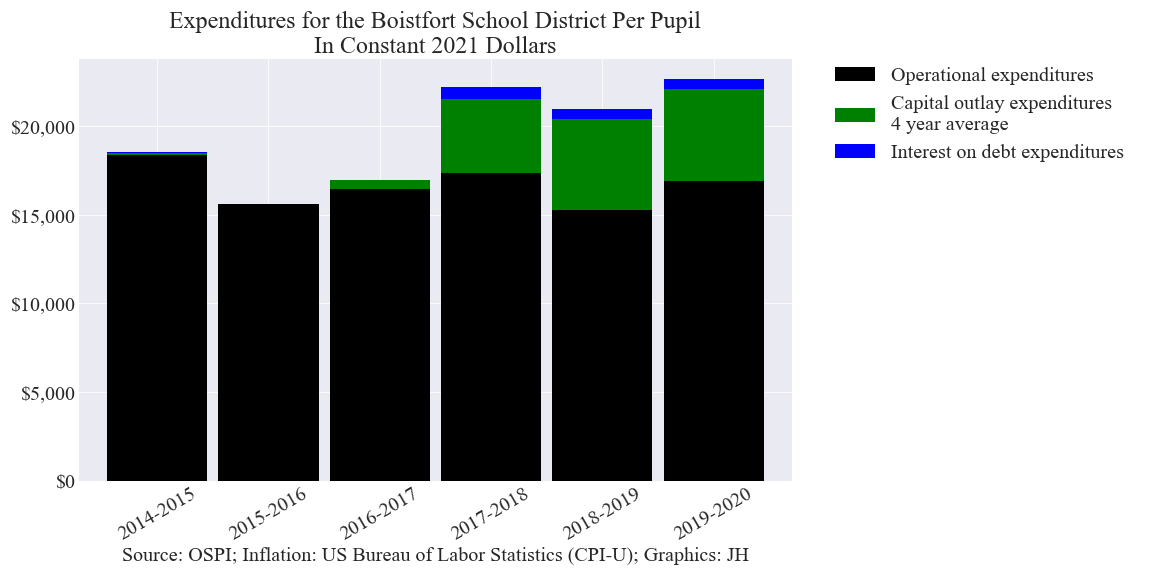 Expenditures for the Boistfort School District Per Pupil
In Constant 2021 Dollars
Operational expenditures
Capital outlay expenditures
4 year average
Interest on debt expenditures
$20,000
$15,000
$10,000
$5,000
$0
2014-2015
2015-2016
2016-2017
2017-2018
2018-2019
2019-2020
Source: OSPI; Inflation: US Bureau of Labor Statistics (CPI-U); Graphics: JH